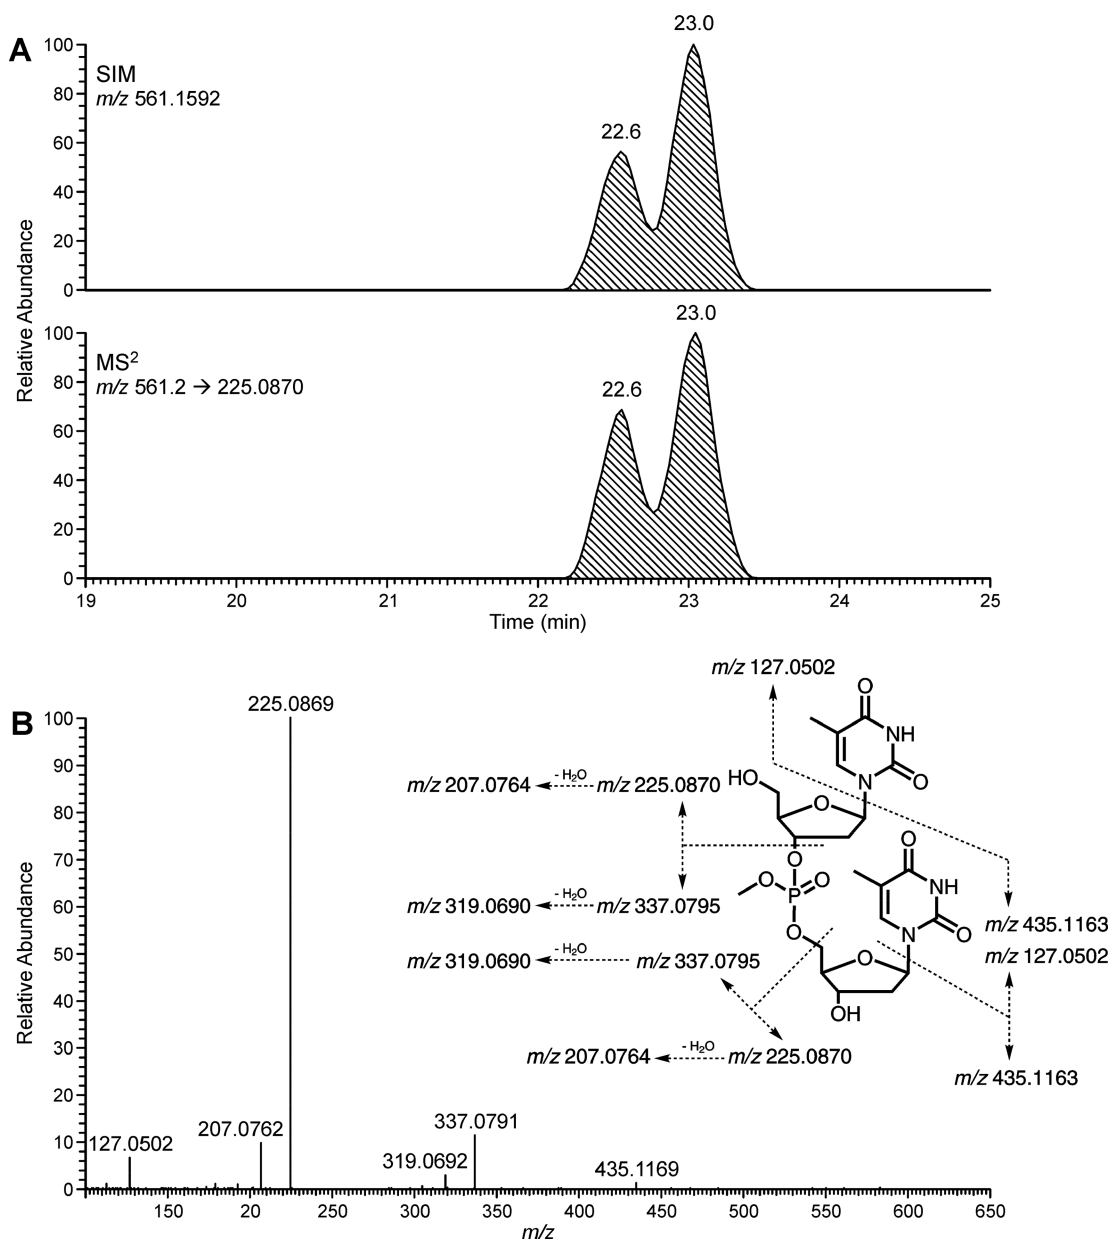 A
Relative Abundance
23.0
100
SIM
m/z 561.1592
80
22.6
60
40
20
0
23.0
100
MS2
m/z 561.2 → 225.0870
80
22.6
60
40
20
0
19 20 21 22 23 24 25
Time (min)
B
Relative Abundance
100
90
80
70
60
50
40
30
20
10
0
225.0869
127.0502
207.0762
319.0692
337.0791
435.1169
150 200 250 300 350 400 450 500 550 600 650
m/z
m/z 127.0502
O
NH
N
O
HO
O
m/z 207.0764 - H2O m/z 225.0870
O
O
P
O
O
m/z 319.0690 - H2O m/z 337.0795
O
NH
N
O
O
OH
m/z 435.1163
m/z 127.0502
m/z 319.0690 - H2O m/z 337.0795
m/z 207.0764 - H2O m/z 225.0870
m/z 435.1163